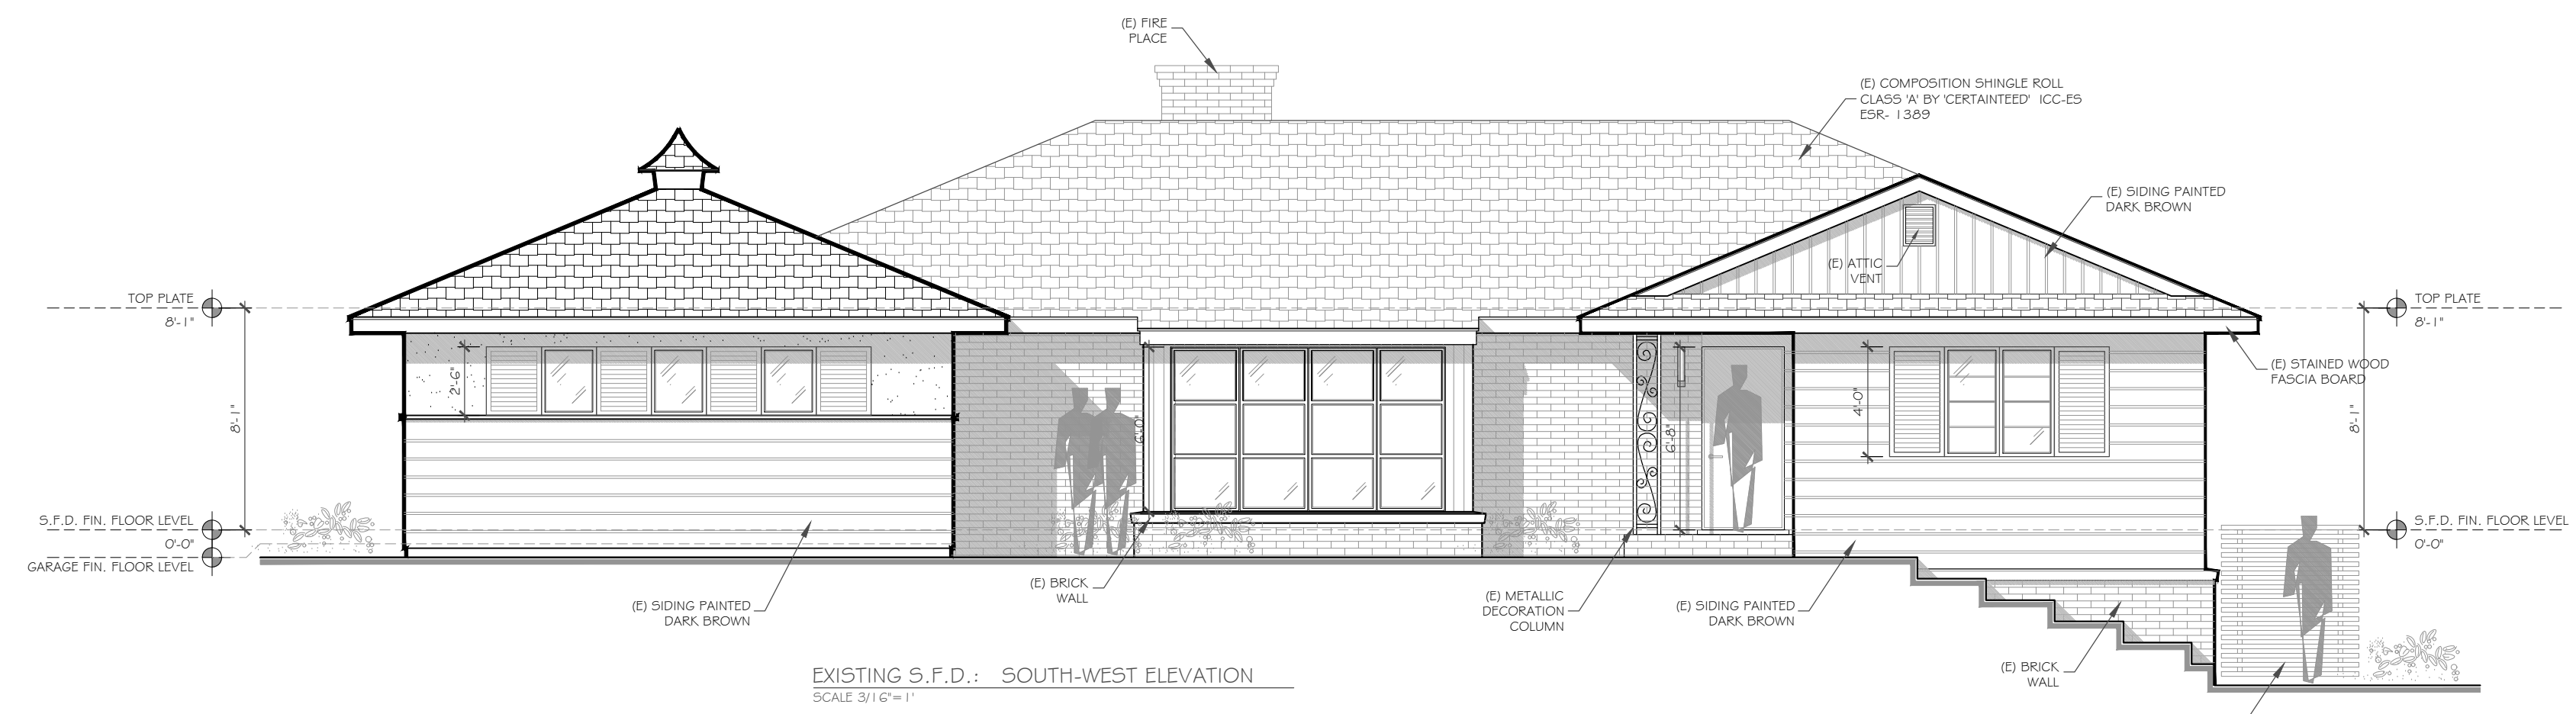 (E) FIRE
PLACE
(E) COMPOSITION SHINGLE ROLL
CLASS 'A' BY 'CERTAINTEED' ICC-ES
ESR- 1389
(E) SIDING PAINTED
DARK BROWN
(E) ATTIC
VENT
TOP PLATE
8'-1"
TOP PLATE
8'-1"
(E) STAINED WOOD
FASCIA BOARD
2'-6"
8'-1"
6'-0"
6'-8"
4'-0"
8'-1"
S.F.D. FIN. FLOOR LEVEL
0'-0"
GARAGE FIN. FLOOR LEVEL
S.F.D. FIN. FLOOR LEVEL
0'-0"
(E) SIDING PAINTED
DARK BROWN
(E) BRICK
WALL
(E) METALLIC
DECORATION
COLUMN
(E) SIDING PAINTED
DARK BROWN
(E) BRICK
WALL
EXISTING S.F.D.: SOUTH-WEST ELEVATION
SCALE 3/16"=1'